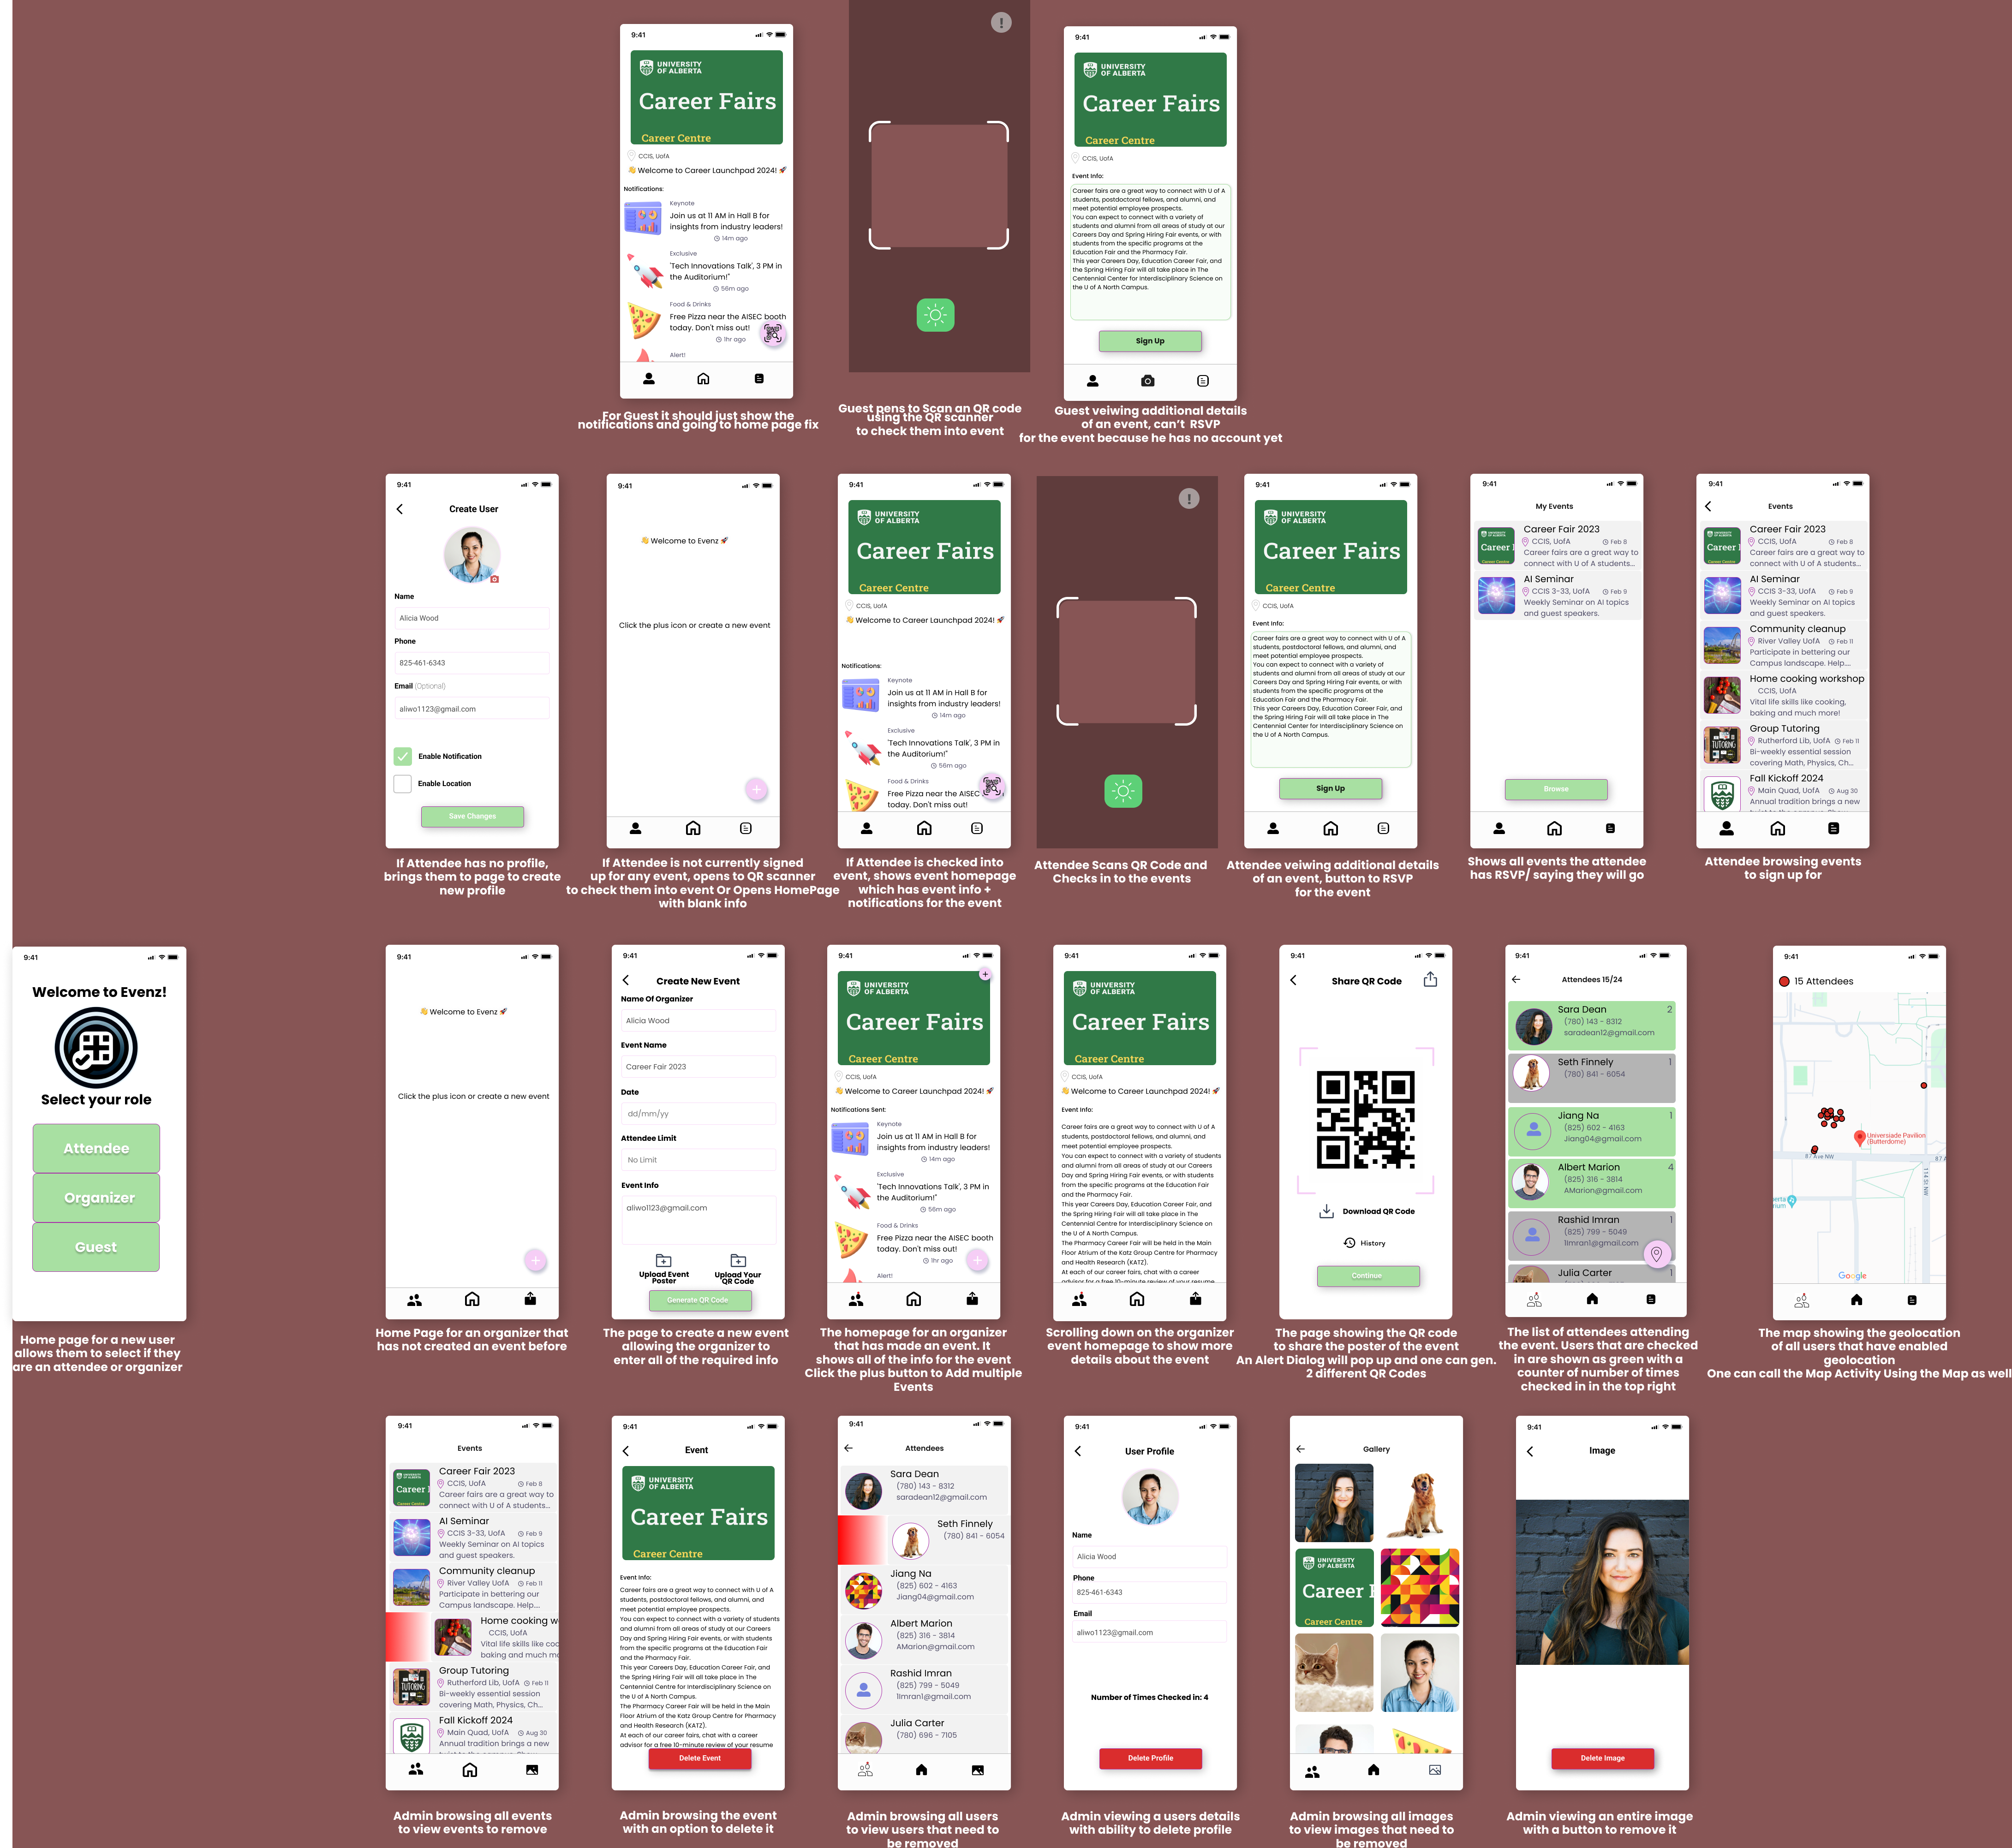 9:41
UNIVERSITY
OF ALBERTA
Career Fairs
Career Centre
CCIS, UofA
👋 Welcome to Career Launchpad 2024! 🚀
Notifications:
Keynote
Join us at 11 AM in Hall B for
insights from industry leaders!
14m ago
Exclusive
'Tech Innovations Talk', 3 PM in
the Auditorium!"
56m ago
Food & Drinks
Free Pizza near the AISEC booth
today. Don't miss out!
1hr ago
Alert!
For Guest it should just show the
notifications and going to home page fix
!
Guest pens to Scan an QR code
using the QR scanner
to check them into event
9:41
UNIVERSITY
OF ALBERTA
Career Fairs
Career Centre
CCIS, UofA
Event Info:
Career fairs are a great way to connect with U of A
students, postdoctoral fellows, and alumni, and
meet potential employee prospects.
You can expect to connect with a variety of
students and alumni from all areas of study at our
Careers Day and Spring Hiring Fair events, or with
students from the specific programs at the
Education Fair and the Pharmacy Fair.
This year Careers Day, Education Career Fair, and
the Spring Hiring Fair will all take place in The
Centennial Center for Interdisciplinary Science on
the U of A North Campus.
Sign Up
Guest veiwing additional details
of an event, can't RSVP
for the event because he has no account yet
9:41
Create User
Name
Alicia Wood
Phone
825-461-6343
Email (Optional)
aliwo1123@gmail.com
Enable Notification
Enable Location
Save Changes
If Attendee has no profile,
brings them to page to create
new profile
9:41
👋 Welcome to Evenz 🚀
Click the plus icon or create a new event
+
If Attendee is not currently signed
up for any event, opens to QR scanner
to check them into event Or Opens HomePage
with blank info
9:41
UNIVERSITY
OF ALBERTA
Career Fairs
Career Centre
CCIS, UofA
👋 Welcome to Career Launchpad 2024! 🚀
Notifications:
Keynote
Join us at 11 AM in Hall B for
insights from industry leaders!
14m ago
Exclusive
'Tech Innovations Talk', 3 PM in
the Auditorium!"
56m ago
Food & Drinks
Free Pizza near the AISEC
today. Don't miss out!
If Attendee is checked into
event, shows event homepage
which has event info +
notifications for the event
!
Attendee Scans QR Code and
Checks in to the events
9:41
UNIVERSITY
OF ALBERTA
Career Fairs
Career Centre
CCIS, UofA
Event Info:
Career fairs are a great way to connect with U of A
students, postdoctoral fellows, and alumni, and
meet potential employee prospects.
You can expect to connect with a variety of
students and alumni from all areas of study at our
Careers Day and Spring Hiring Fair events, or with
students from the specific programs at the
Education Fair and the Pharmacy Fair.
This year Careers Day, Education Career Fair, and
the Spring Hiring Fair will all take place in The
Centennial Center for Interdisciplinary Science on
the U of A North Campus.
Sign Up
Attendee veiwing additional details
of an event, button to RSVP
for the event
9:41
My Events
Career Fair 2023
CCIS, UofA Feb 8
Career fairs are a great way to
connect with U of A students...
AI Seminar
CCIS 3-33, UofA Feb 9
Weekly Seminar on AI topics
and guest speakers.
Browse
Shows all events the attendee
has RSVP/ saying they will go
9:41
Events
Career Fair 2023
CCIS, UofA Feb 8
Career fairs are a great way to
connect with U of A students...
AI Seminar
CCIS 3-33, UofA Feb 9
Weekly Seminar on AI topics
and guest speakers.
Community cleanup
River Valley UofA Feb 11
Participate in bettering our
Campus landscape. Help....
Home cooking workshop
CCIS, UofA
Vital life skills like cooking,
baking and much more!
Group Tutoring
Rutherford Lib, UofA Feb 11
Bi-weekly essential session
covering Math, Physics, Ch...
TUTORING
Fall Kickoff 2024
Main Quad, UofA Aug 30
Annual tradition brings a new
Attendee browsing events
to sign up for
9:41
Welcome to Evenz!
Select your role
Attendee
Organizer
Guest
Home page for a new user
allows them to select if they
are an attendee or organizer
9:41
👋 Welcome to Evenz 🚀
Click the plus icon or create a new event
+
Home Page for an organizer that
has not created an event before
9:41
Create New Event
Name Of Organizer
Alicia Wood
Event Name
Career Fair 2023
Date
dd/mm/yy
Attendee Limit
No Limit
Event Info
aliwo1123@gmail.com
Upload Event
Poster
Upload Your
QR Code
Generate QR Code
The page to create a new event
allowing the organizer to
enter all of the required info
9:41
+
UNIVERSITY
OF ALBERTA
Career Fairs
Career Centre
CCIS, UofA
👋 Welcome to Career Launchpad 2024! 🚀
Notifications Sent:
Keynote
Join us at 11 AM in Hall B for
insights from industry leaders!
14m ago
Exclusive
'Tech Innovations Talk', 3 PM in
the Auditorium!"
56m ago
Food & Drinks
Free Pizza near the AISEC booth
today. Don't miss out!
1hr ago
Alert!
+
The homepage for an organizer
that has made an event. It
shows all of the info for the event
Click the plus button to Add multiple
Events
9:41
UNIVERSITY
OF ALBERTA
Career Fairs
Career Centre
CCIS, UofA
👋 Welcome to Career Launchpad 2024! 🚀
Event Info:
Career fairs are a great way to connect with U of A
students, postdoctoral fellows, and alumni, and
meet potential employee prospects.
You can expect to connect with a variety of students
and alumni from all areas of study at our Careers
Day and Spring Hiring Fair events, or with students
from the specific programs at the Education Fair
and the Pharmacy Fair.
This year Careers Day, Education Career Fair, and
the Spring Hiring Fair will all take place in The
Centennial Centre for Interdisciplinary Science on
the U of A North Campus.
The Pharmacy Career Fair will be held in the Main
Floor Atrium of the Katz Group Centre for Pharmacy
and Health Research (KATZ).
At each of our career fairs, chat with a career
advisor for a free 10-minute review of your resume
Scrolling down on the organizer
event homepage to show more
details about the event
9:41
Share QR Code
Download QR Code
History
Continue
The page showing the QR code
to share the poster of the event
An Alert Dialog will pop up and one can gen.
2 different QR Codes
9:41
Attendees 15/24
Sara Dean 2
(780) 143 - 8312
saradean12@gmail.com
Seth Finnely 1
(780) 841 - 6054
Jiang Na 1
(825) 602 - 4163
Jiang04@gmail.com
Albert Marion 4
(825) 316 - 3814
AMarion@gmail.com
Rashid Imran 1
(825) 799 - 5049
1Imran1@gmail.com
Julia Carter 1
The list of attendees attending
the event. Users that are checked
in are shown as green with a
counter of number of times
checked in in the top right
9:41
15 Attendees
Universiade Pavilion
(Butterdome)
87 Ave NW
87 A
114 St NW
Google
The map showing the geolocation
of all users that have enabled
geolocation
One can call the Map Activity Using the Map as well
9:41
Events
Career Fair 2023
CCIS, UofA Feb 8
Career fairs are a great way to
connect with U of A students...
AI Seminar
CCIS 3-33, UofA Feb 9
Weekly Seminar on AI topics
and guest speakers.
Community cleanup
River Valley UofA Feb 11
Participate in bettering our
Campus landscape. Help....
Home cooking w
CCIS, UofA
Vital life skills like coo
baking and much m
Group Tutoring
Rutherford Lib, UofA Feb 11
Bi-weekly essential session
covering Math, Physics, Ch...
TUTORING
Fall Kickoff 2024
Main Quad, UofA Aug 30
Annual tradition brings a new
Admin browsing all events
to view events to remove
9:41
Event
UNIVERSITY
OF ALBERTA
Career Fairs
Career Centre
Event Info:
Career fairs are a great way to connect with U of A
students, postdoctoral fellows, and alumni, and
meet potential employee prospects.
You can expect to connect with a variety of students
and alumni from all areas of study at our Careers
Day and Spring Hiring Fair events, or with students
from the specific programs at the Education Fair
and the Pharmacy Fair.
This year Careers Day, Education Career Fair, and
the Spring Hiring Fair will all take place in The
Centennial Centre for Interdisciplinary Science on
the U of A North Campus.
The Pharmacy Career Fair will be held in the Main
Floor Atrium of the Katz Group Centre for Pharmacy
and Health Research (KATZ).
At each of our career fairs, chat with a career
advisor for a free 10-minute review of your resume
Delete Event
Admin browsing the event
with an option to delete it
9:41
Attendees
Sara Dean
(780) 143 - 8312
saradean12@gmail.com
Seth Finnely
(780) 841 - 6054
Jiang Na
(825) 602 - 4163
Jiang04@gmail.com
Albert Marion
(825) 316 - 3814
AMarion@gmail.com
Rashid Imran
(825) 799 - 5049
1Imran1@gmail.com
Julia Carter
(780) 696 - 7105
Admin browsing all users
to view users that need to
be removed
9:41
User Profile
Name
Alicia Wood
Phone
825-461-6343
Email
aliwo1123@gmail.com
Number of Times Checked in: 4
Delete Profile
Admin viewing a users details
with ability to delete profile
Gallery
UNIVERSITY
OF ALBERTA
Career F
Career Centre
Admin browsing all images
to view images that need to
be removed
9:41
Image
Delete Image
Admin viewing an entire image
with a button to remove it